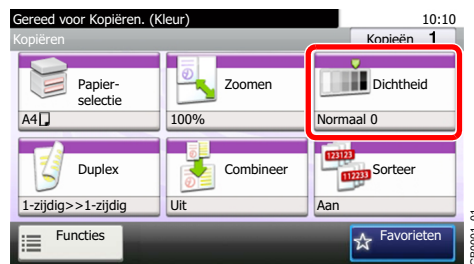 Gereed voor Kopiëren. (Kleur) 10:10
Kopiëren Kopieën 1
Papier-
selectie
A4
Zoomen
100%
Dichtheid
Normaal 0
Duplex
1-zijdig>>1-zijdig
Combineer
Uit
123123
112233
Sorteer
Aan
Functies
Favorieten